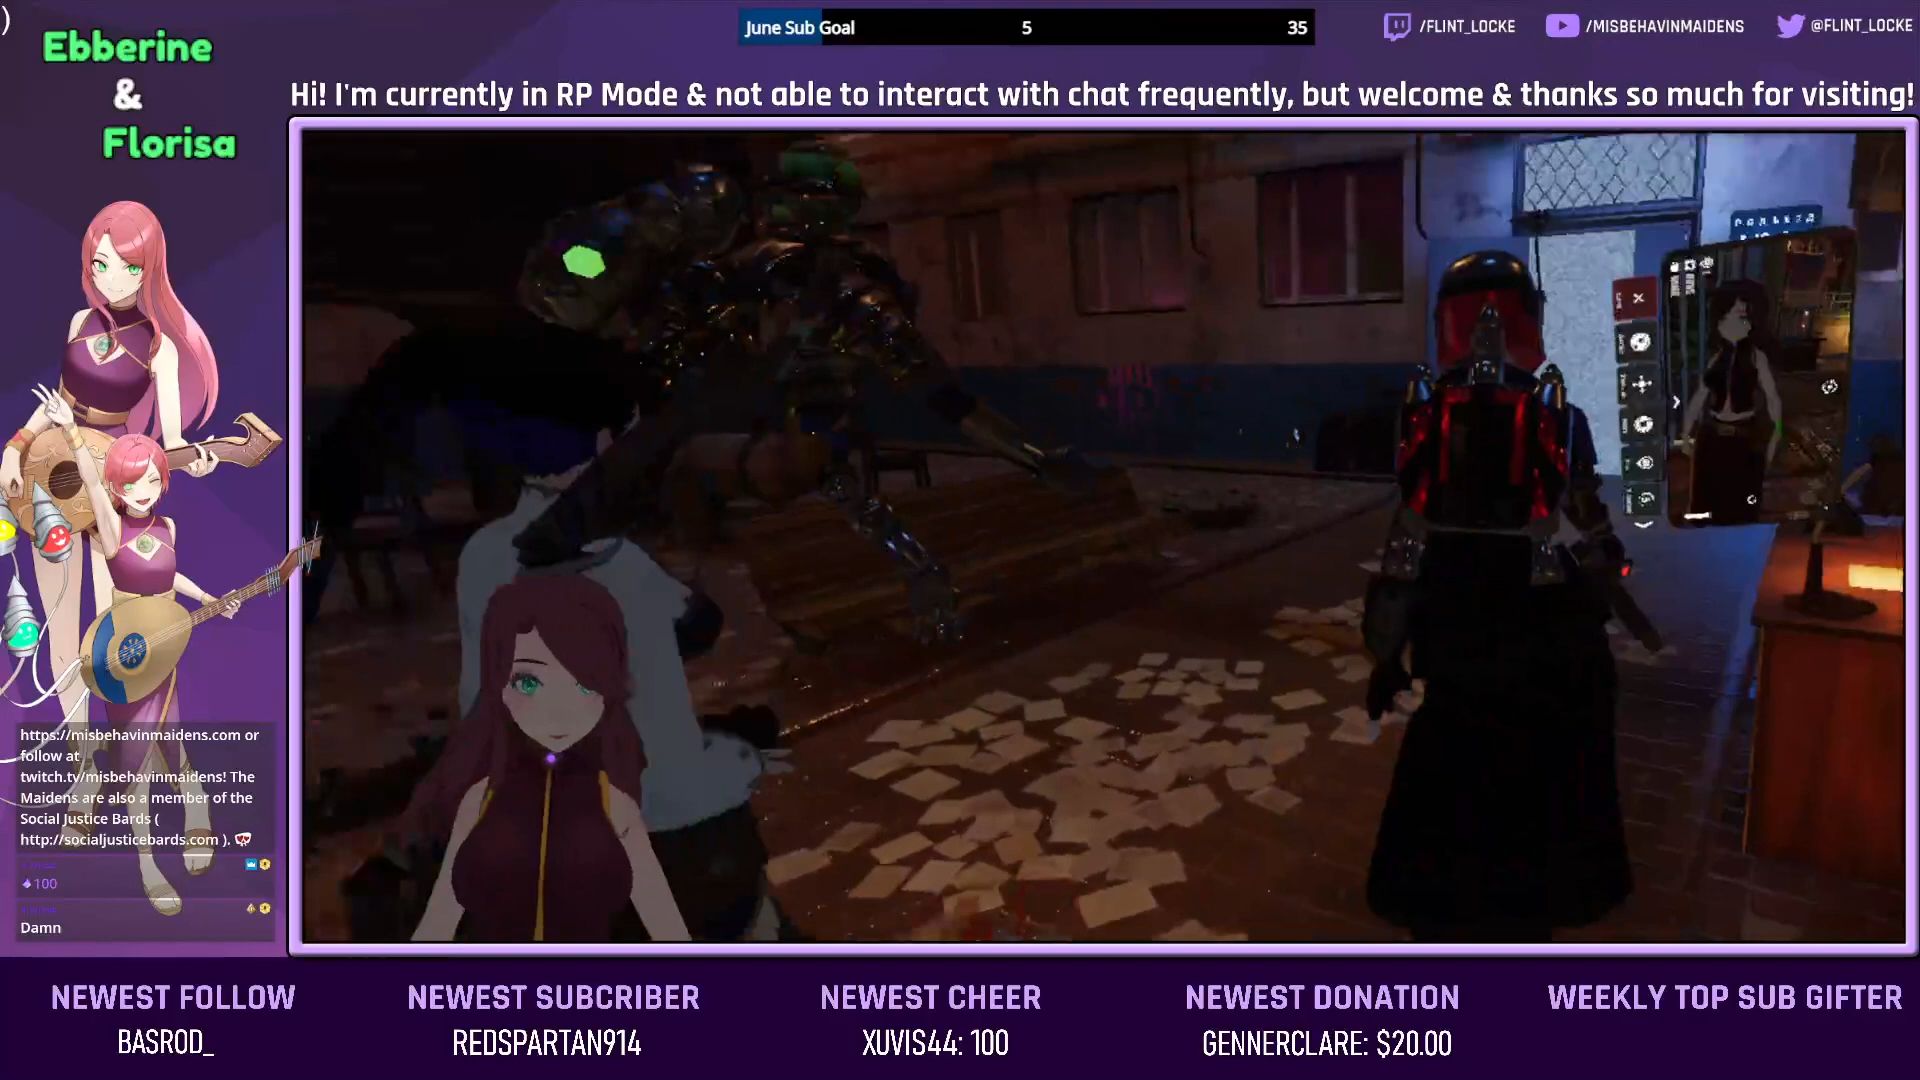 )
Ebberine
&
Florisa
June Sub Goal 5 35
/FLINT_LOCKE /MISBEHAVINMAIDENS @FLINT_LOCKE
Hi! I'm currently in RP Mode & not able to interact with chat frequently, but welcome & thanks so much for visiting!
https://misbehavinmaidens.com or
follow at
twitch.tv/misbehavinmaidens! The
Maidens are also a member of the
Social Justice Bards (
http://socialjusticebards.com ).
100
Damn
NEWEST FOLLOW
BASROD_
NEWEST SUBCRIBER
REDSPARTAN914
NEWEST CHEER
XUVIS44: 100
NEWEST DONATION
GENNERCLARE: $20.00
WEEKLY TOP SUB GIFTER